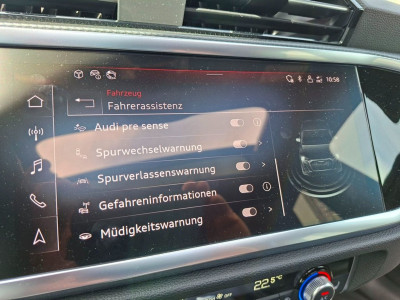 10:58
Fahrzeug
Fahrerassistenz
Audi pre sense
Spurwechselwarnung
Spurverlassenswarnung
Gefahreninformationen
Müdigkeitswarnung
22.5 °C